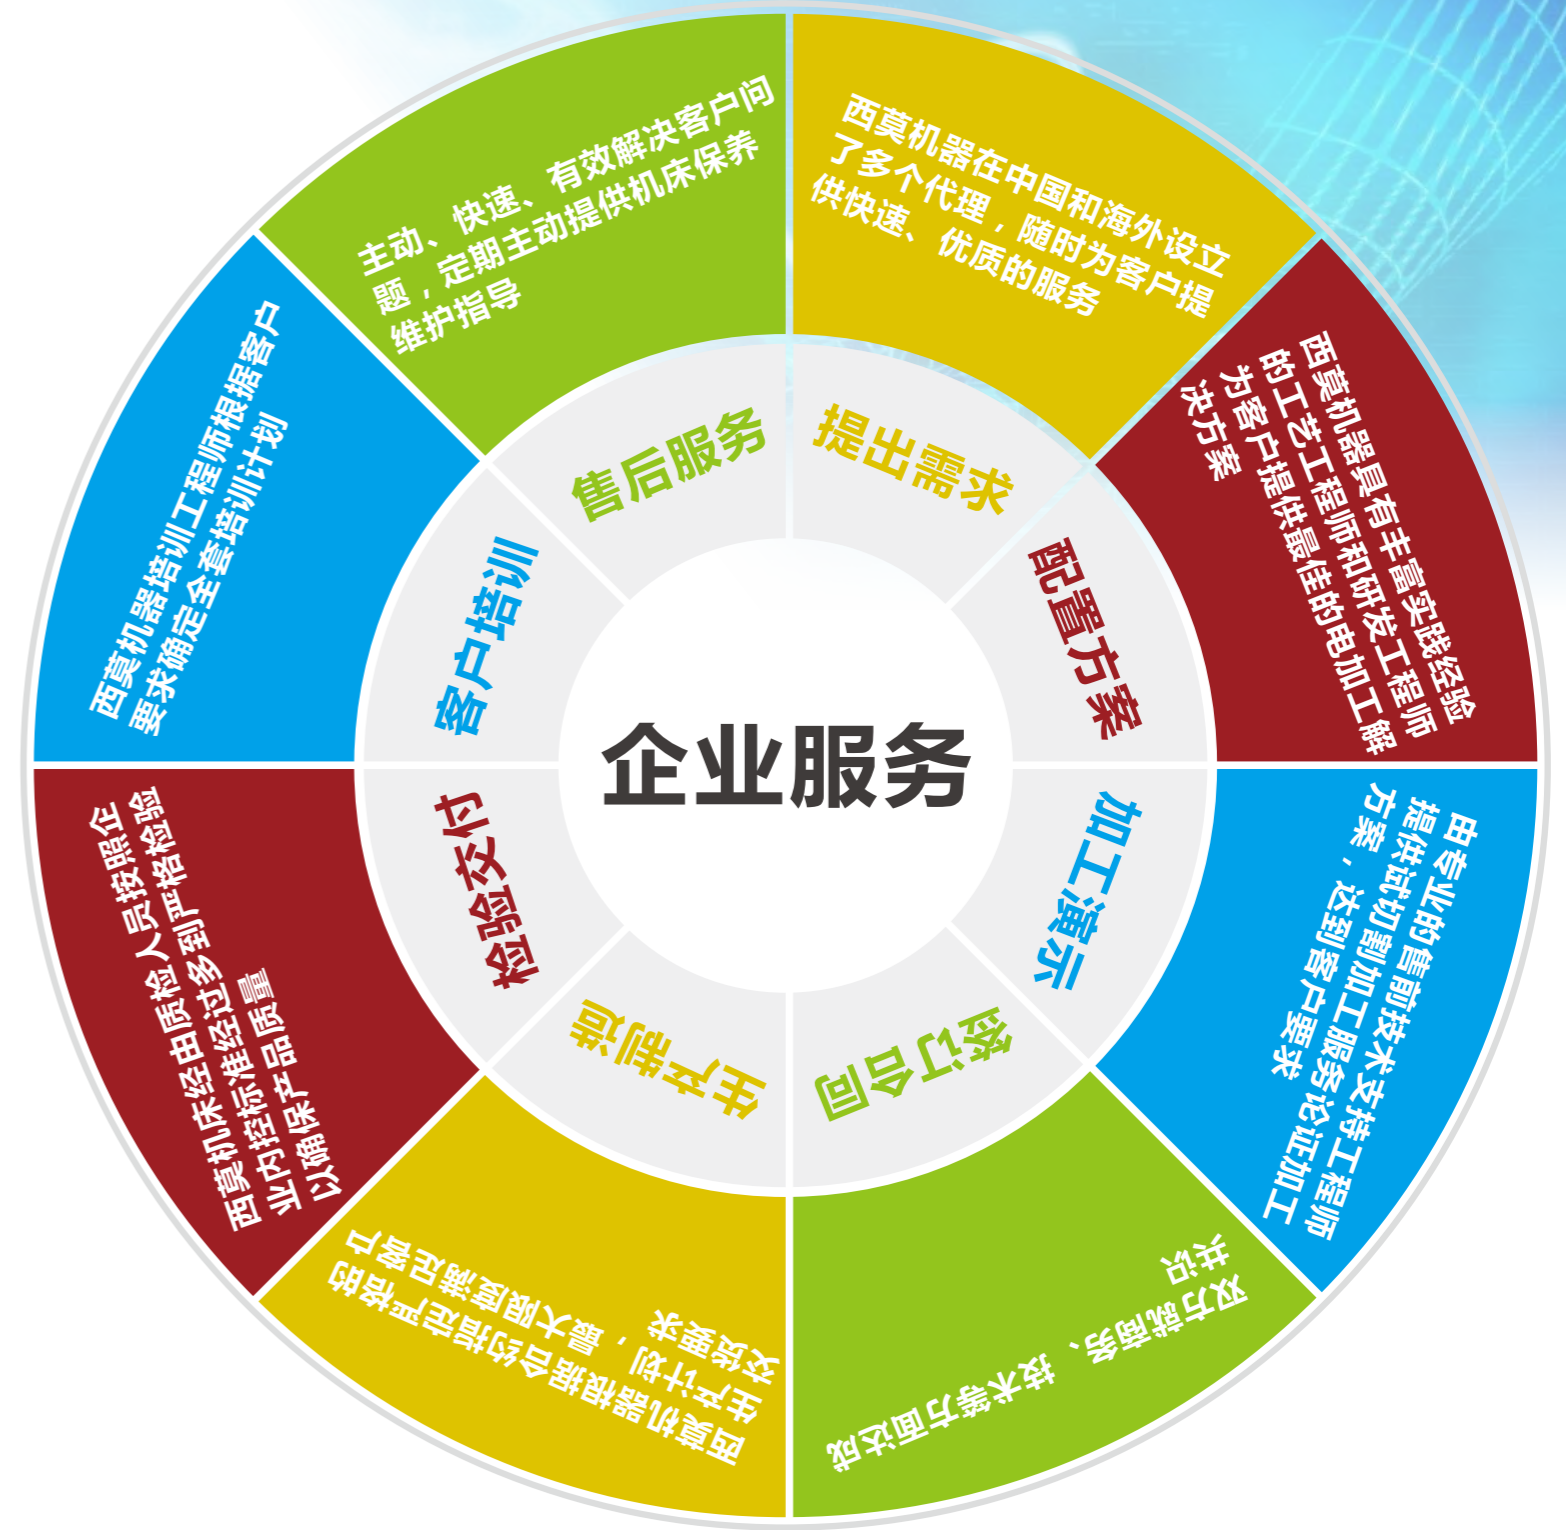 企业服务
提出需求
西莫机器在中国和海外设立
了多个代理，随时为客户提
供快速、优质的服务
配置方案
西莫机器具有丰富实践经验
的工艺工程师和研发工程师
为客户提供最佳的电加工解
决方案
加工演示
由专业的售前技术支持工程师
提供试切割加工服务论证加工
方案，达到客户要求
签订合同
双方就商务、技术等方面达成
共识
生产制造
西莫机器根据合约指定严格的
生产计划，最大限度满足客户
交货要求
检验交付
西莫机床经由质检人员按照企
业内控标准经过多到严格检验
以确保产品质量
客户培训
西莫机器培训工程师根据客户
要求确定全套培训计划
售后服务
主动、快速、有效解决客户问
题，定期主动提供机床保养
维护指导